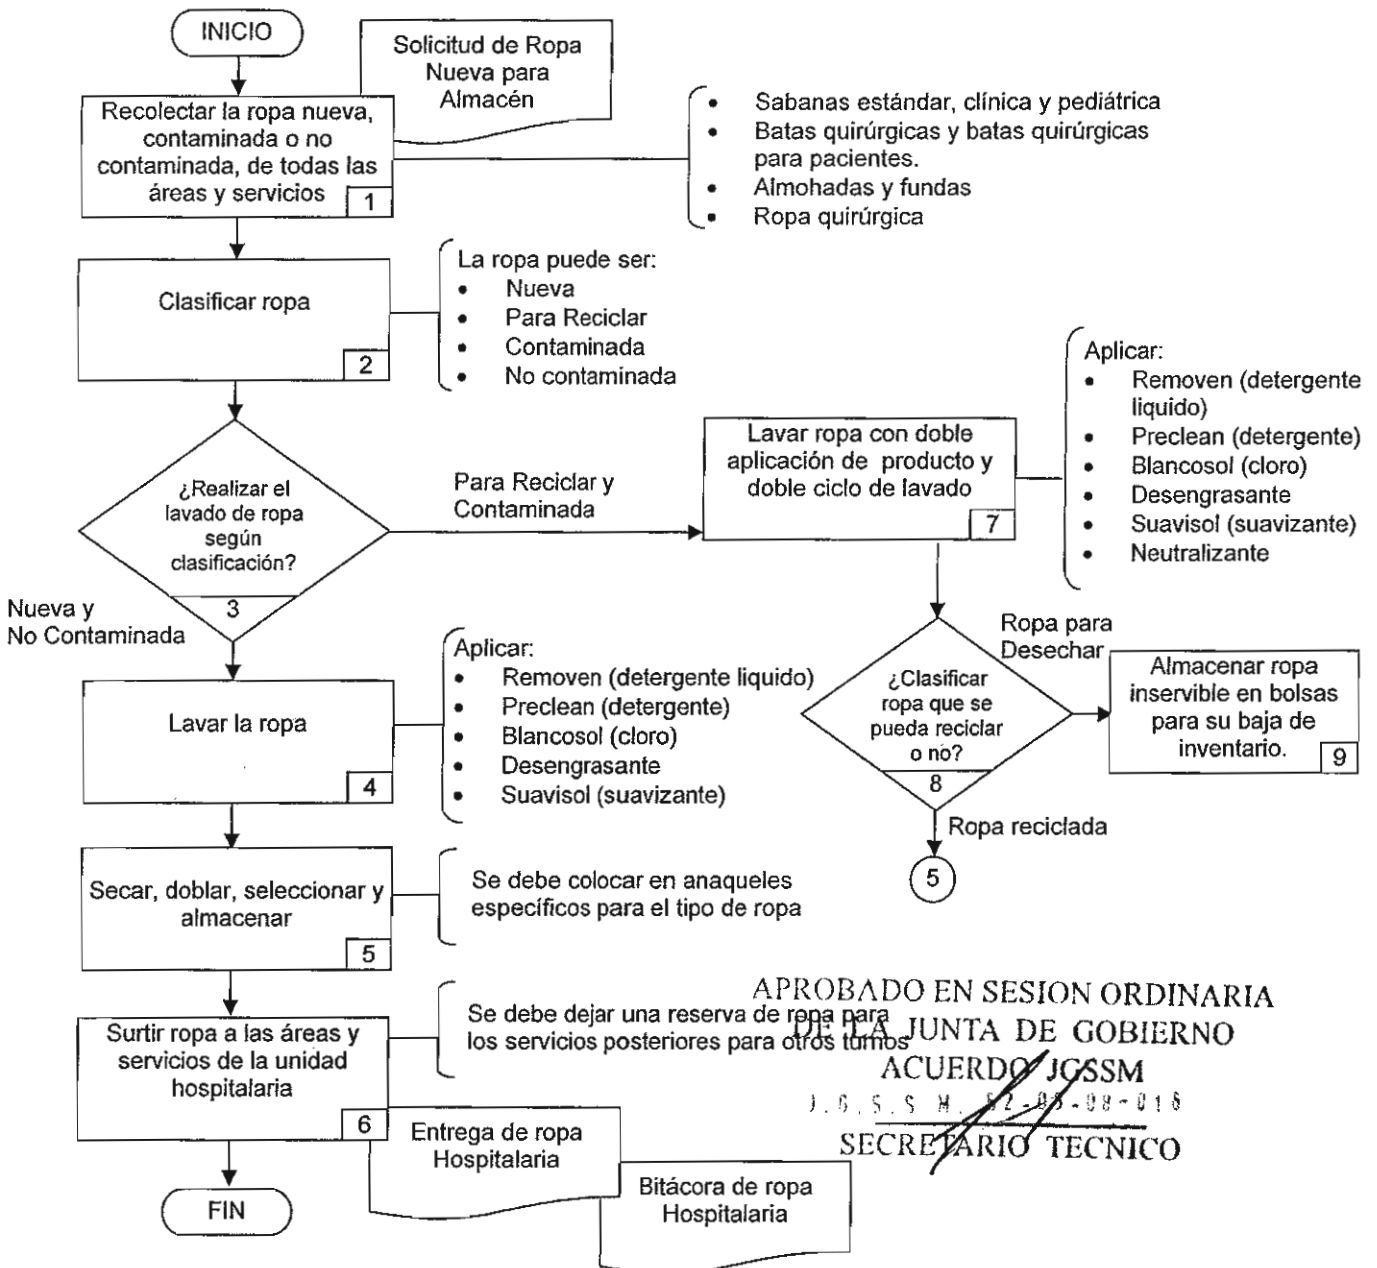 INICIO
Solicitud de Ropa
Nueva para
Almacén
Recolectar la ropa nueva,
contaminada o no
contaminada, de todas las
áreas y servicios
1
• Sabanas estándar, clínica y pediátrica
• Batas quirúrgicas y batas quirúrgicas
para pacientes.
• Almohadas y fundas
• Ropa quirúrgica
Clasificar ropa
2
La ropa puede ser:
• Nueva
• Para Reciclar
• Contaminada
• No contaminada
¿Realizar el
lavado de ropa
según
clasificación?
3
Para Reciclar y
Contaminada
Nueva y
No Contaminada
Lavar ropa con doble
aplicación de producto y
doble ciclo de lavado
7
Aplicar:
• Removen (detergente
liquido)
• Preclean (detergente)
• Blancosol (cloro)
• Desengrasante
• Suavisol (suavizante)
• Neutralizante
Lavar la ropa
4
Aplicar:
• Removen (detergente liquido)
• Preclean (detergente)
• Blancosol (cloro)
• Desengrasante
• Suavisol (suavizante)
¿Clasificar
ropa que se
pueda reciclar
o no?
8
Ropa para
Desechar
Almacenar ropa
inservible en bolsas
para su baja de
inventario.
9
Ropa reciclada
5
Secar, doblar, seleccionar y
almacenar
5
Se debe colocar en anaqueles
específicos para el tipo de ropa
Surtir ropa a las áreas y
servicios de la unidad
hospitalaria
6
Se debe dejar una reserva de ropa para
los servicios posteriores para otros turnos
Entrega de ropa
Hospitalaria
Bitácora de ropa
Hospitalaria
FIN
APROBADO EN SESION ORDINARIA
DE LA JUNTA DE GOBIERNO
ACUERDO JGSSM
SECRETARIO TECNICO